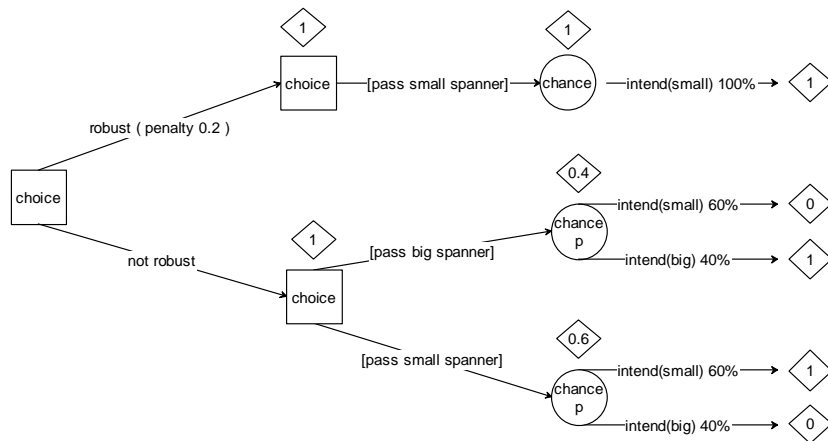 1
1
choice
[pass small spanner]
chance
intend(small) 100%
1
robust ( penalty 0.2 )
choice
0.4
chance
p
intend(small) 60%
0
intend(big) 40%
1
not robust
1
[pass big spanner]
choice
[pass small spanner]
0.6
chance
p
intend(small) 60%
1
intend(big) 40%
0